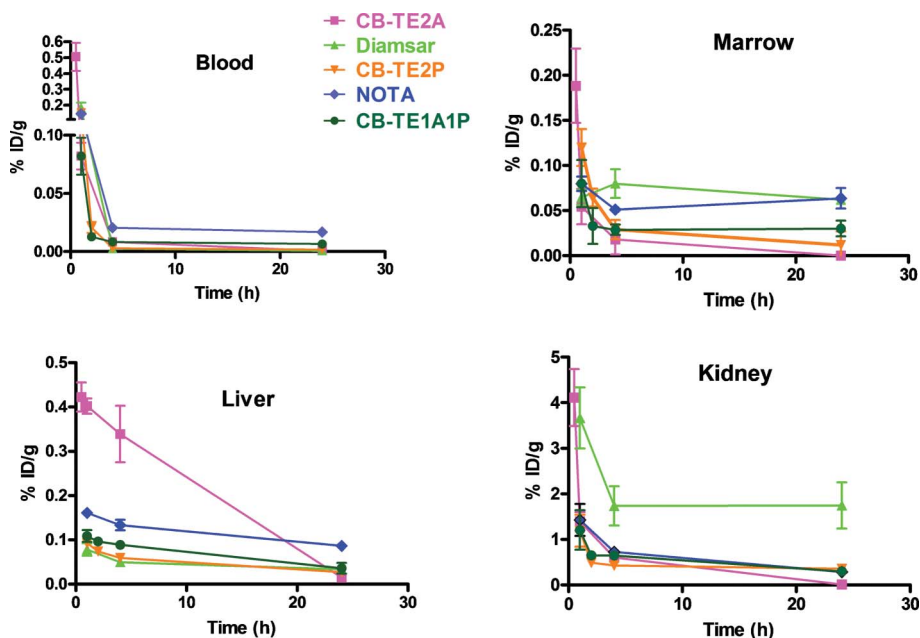 CB-TE2A
Diamsar
CB-TE2P
NOTA
CB-TE1A1P
Blood
% ID/g
0.6
0.5
0.4
0.3
0.2
0.10
0.05
0.00
0
10
20
30
Time (h)
Marrow
% ID/g
0.25
0.20
0.15
0.10
0.05
0.00
0
10
20
30
Time (h)
Liver
% ID/g
0.5
0.4
0.3
0.2
0.1
0.0
0
10
20
30
Time (h)
Kidney
% ID/g
5
4
3
2
1
0
0
10
20
30
Time (h)